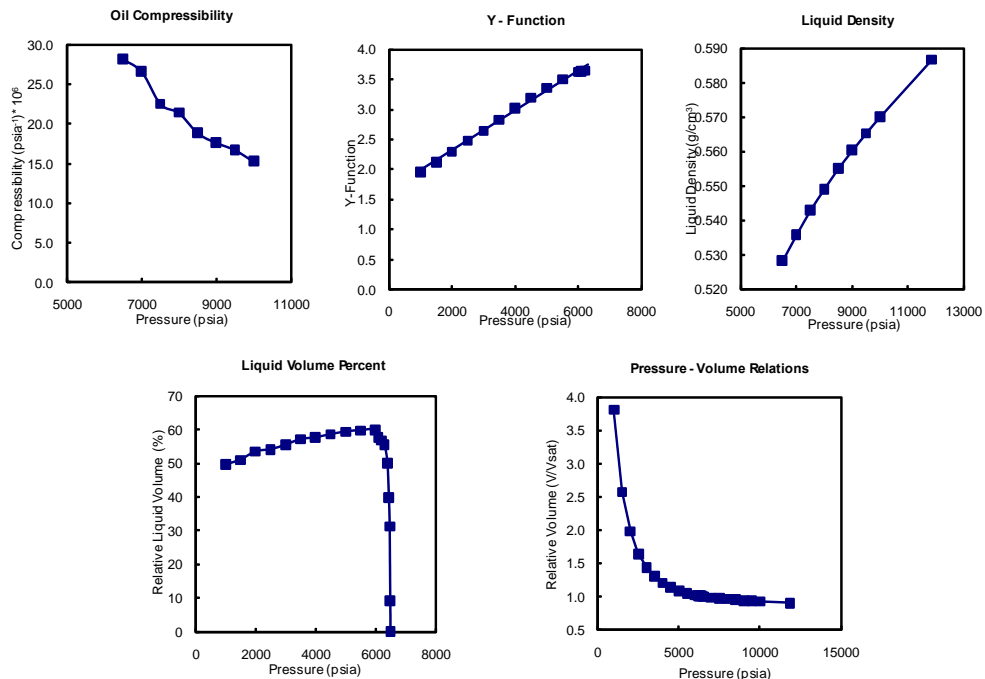 Oil Compressibility
30.0
25.0
20.0
15.0
10.0
5.0
0.0
5000 7000 9000 11000
Pressure (psia)
Compressibility (psia⁻¹) * 10⁶
Y - Function
4.0
3.5
3.0
2.5
2.0
1.5
1.0
0.5
0.0
0 2000 4000 6000 8000
Pressure (psia)
Y-Function
Liquid Density
0.590
0.580
0.570
0.560
0.550
0.540
0.530
0.520
5000 7000 9000 11000 13000
Pressure (psia)
Liquid Density (g/cm³)
Liquid Volume Percent
70
60
50
40
30
20
10
0
0 2000 4000 6000 8000
Pressure (psia)
Relative Liquid Volume (%)
Pressure - Volume Relations
4.0
3.5
3.0
2.5
2.0
1.5
1.0
0.5
0 5000 10000 15000
Pressure (psia)
Relative Volume (V/Vsat)